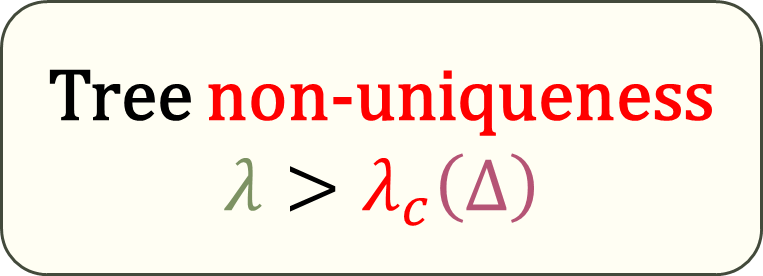 Tree non-uniqueness
λ > λ_c(Δ)